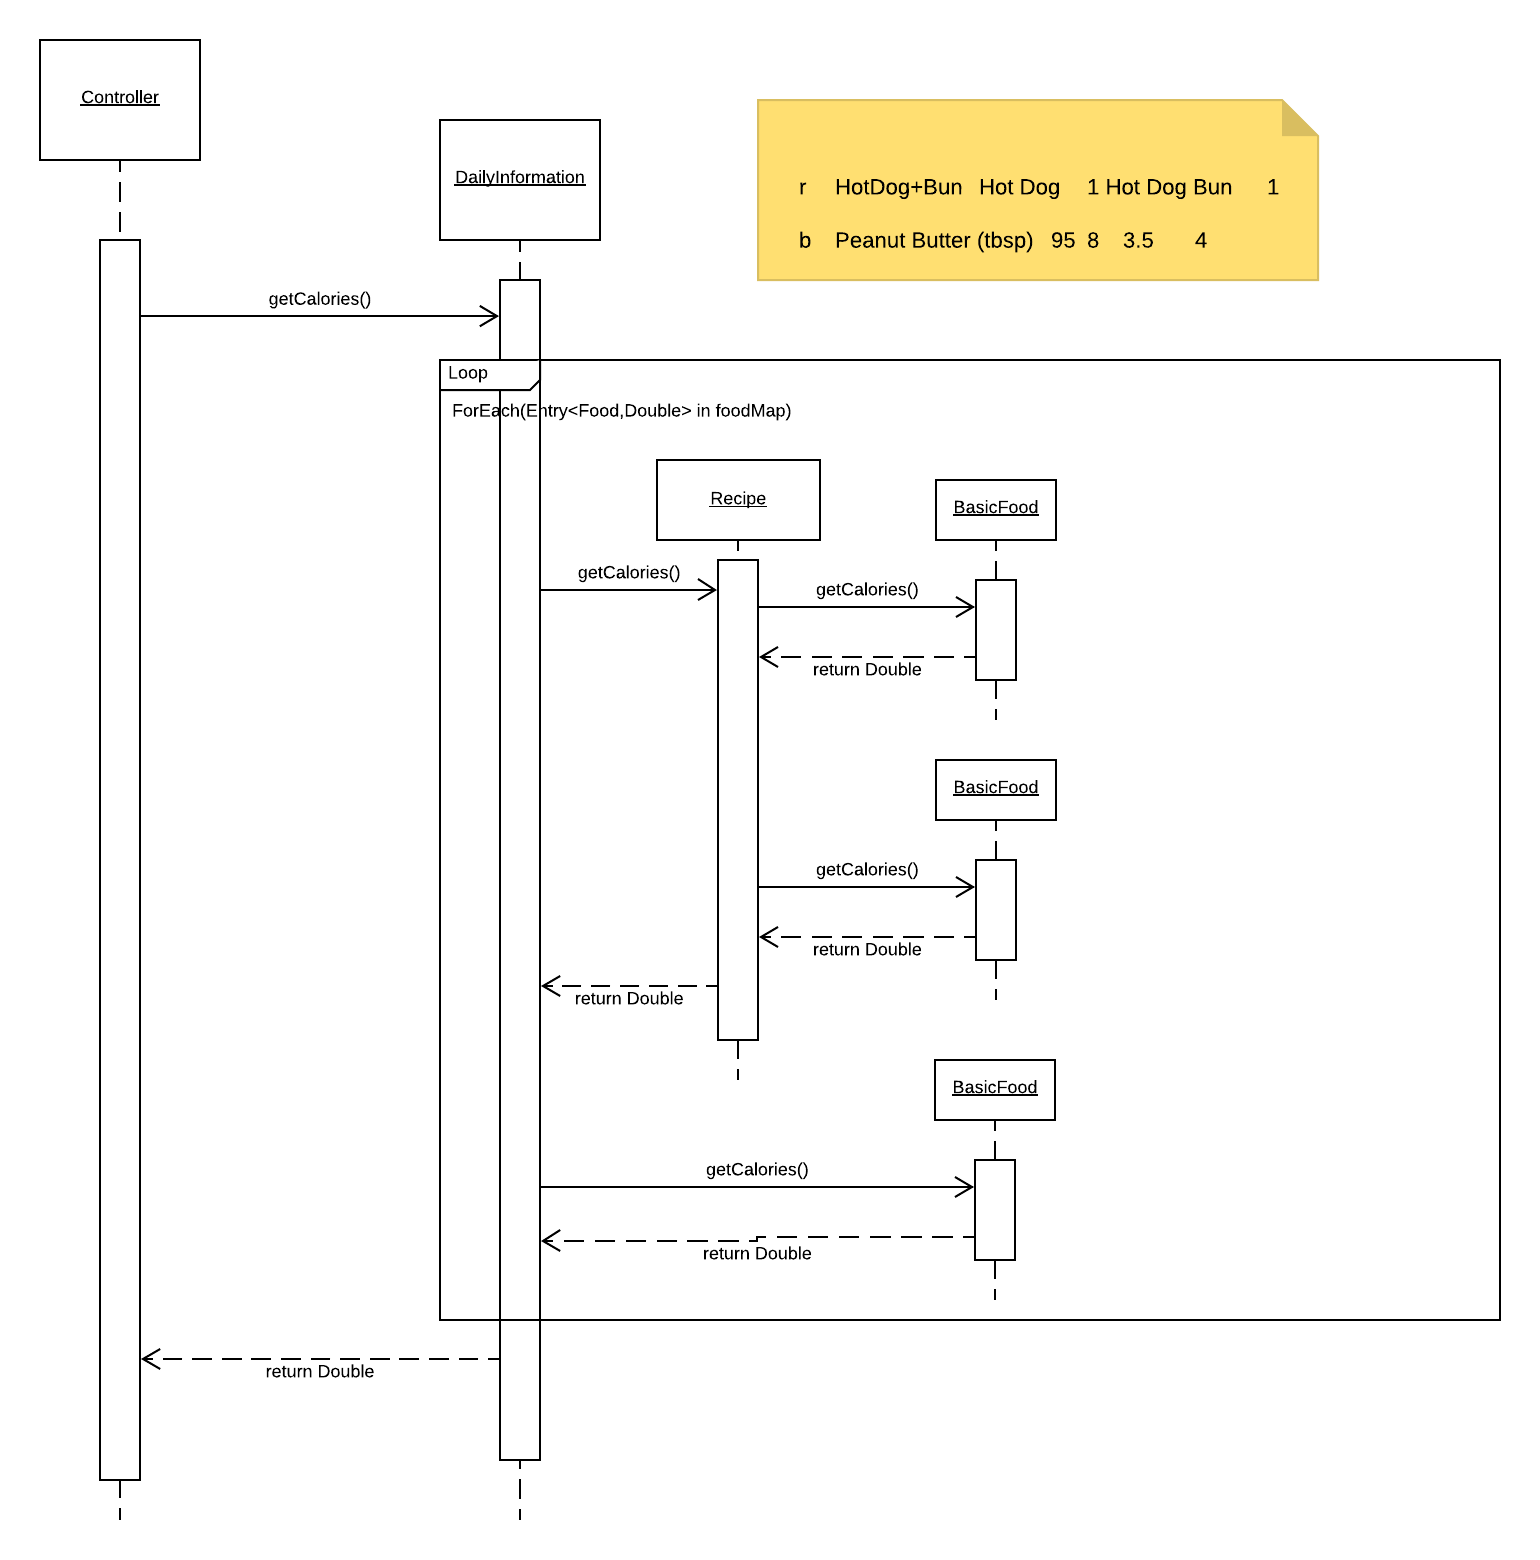 Controller
DailyInformation
r HotDog+Bun Hot Dog 1 Hot Dog Bun 1
b Peanut Butter (tbsp) 95 8 3.5 4
getCalories()
Loop
ForEach(Entry<Food,Double> in foodMap)
Recipe
BasicFood
getCalories()
getCalories()
return Double
BasicFood
getCalories()
return Double
return Double
BasicFood
getCalories()
return Double
return Double